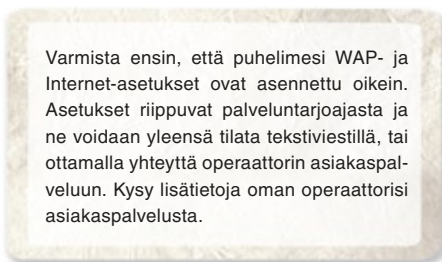 Varmista ensin, että puhelimesi WAP- ja
Internet-asetukset ovat asennettu oikein.
Asetukset riippuvat palveluntarjoajasta ja
ne voidaan yleensä tilata tekstiviestillä, tai
ottamalla yhteyttä operaattorin asiakaspal-
veluun. Kysy lisätietoja oman operaattorisi
asiakaspalvelusta.